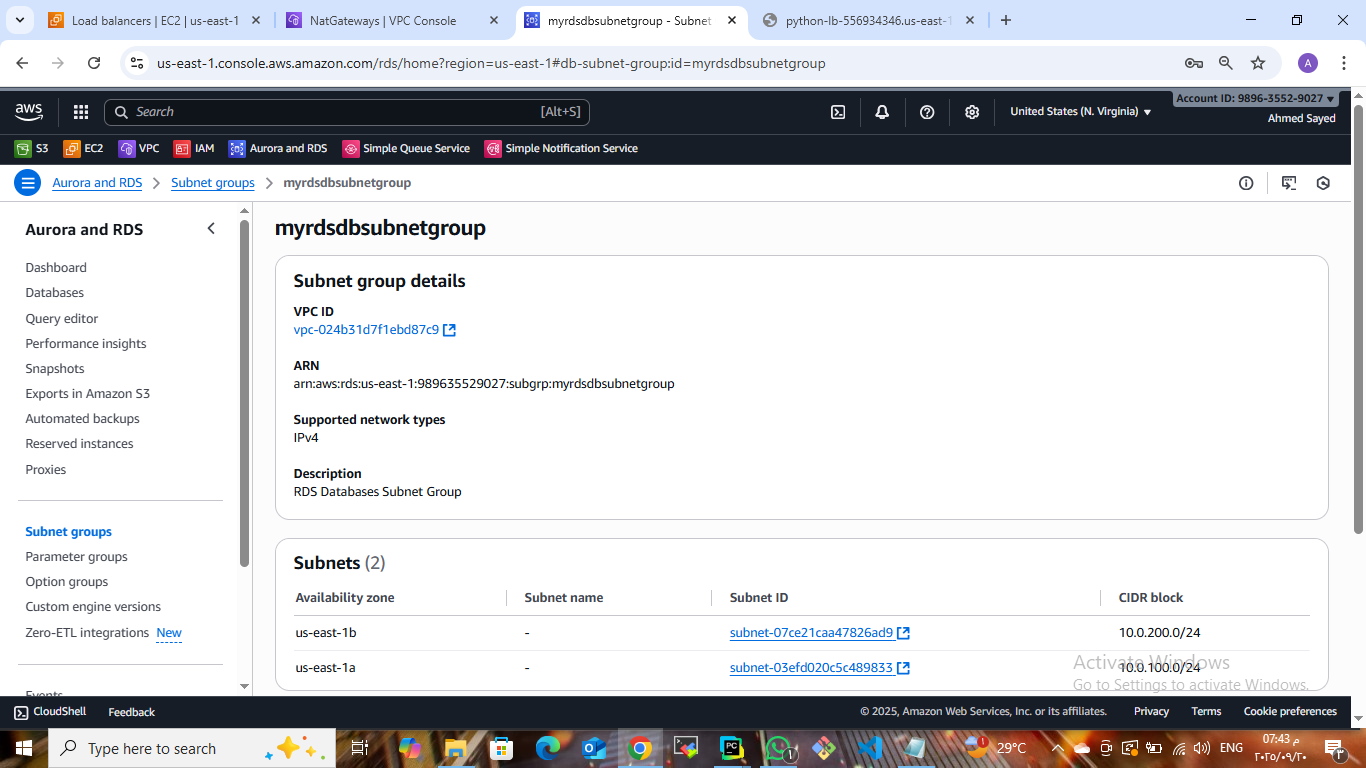 Load balancers | EC2 | us-east-1
NatGateways | VPC Console
myrdsdbsubnetgroup - Subnet
python-lb-556934346.us-east-1
us-east-1.console.aws.amazon.com/rds/home?region=us-east-1#db-subnet-group:id=myrdsdbsubnetgroup
A
aws
Search
[Alt+S]
United States (N. Virginia)
Account ID: 9896-3552-9027
Ahmed Sayed
S3
EC2
VPC
IAM
Aurora and RDS
Simple Queue Service
Simple Notification Service
Aurora and RDS
Subnet groups
myrdsdbsubnetgroup
Aurora and RDS
Dashboard
Databases
Query editor
Performance insights
Snapshots
Exports in Amazon S3
Automated backups
Reserved instances
Proxies
Subnet groups
Parameter groups
Option groups
Custom engine versions
Zero-ETL integrations New
Events
myrdsdbsubnetgroup
Subnet group details
VPC ID
vpc-024b31d7f1ebd87c9
ARN
arn:aws:rds:us-east-1:989635529027:subgrp:myrdsdbsubnetgroup
Supported network types
IPv4
Description
RDS Databases Subnet Group
Subnets (2)
Availability zone Subnet name Subnet ID CIDR block
us-east-1b - subnet-07ce21caa47826ad9 10.0.200.0/24
us-east-1a - subnet-03efd020c5c489833 10.0.100.0/24
Activate Windows
Go to Settings to activate Windows.
CloudShell
Feedback
© 2025, Amazon Web Services, Inc. or its affiliates.
Privacy
Terms
Cookie preferences
Type here to search
PC
1
1
29°C
ENG
07:43 م
٢٠٢٥/٠٩/٢٠
٣